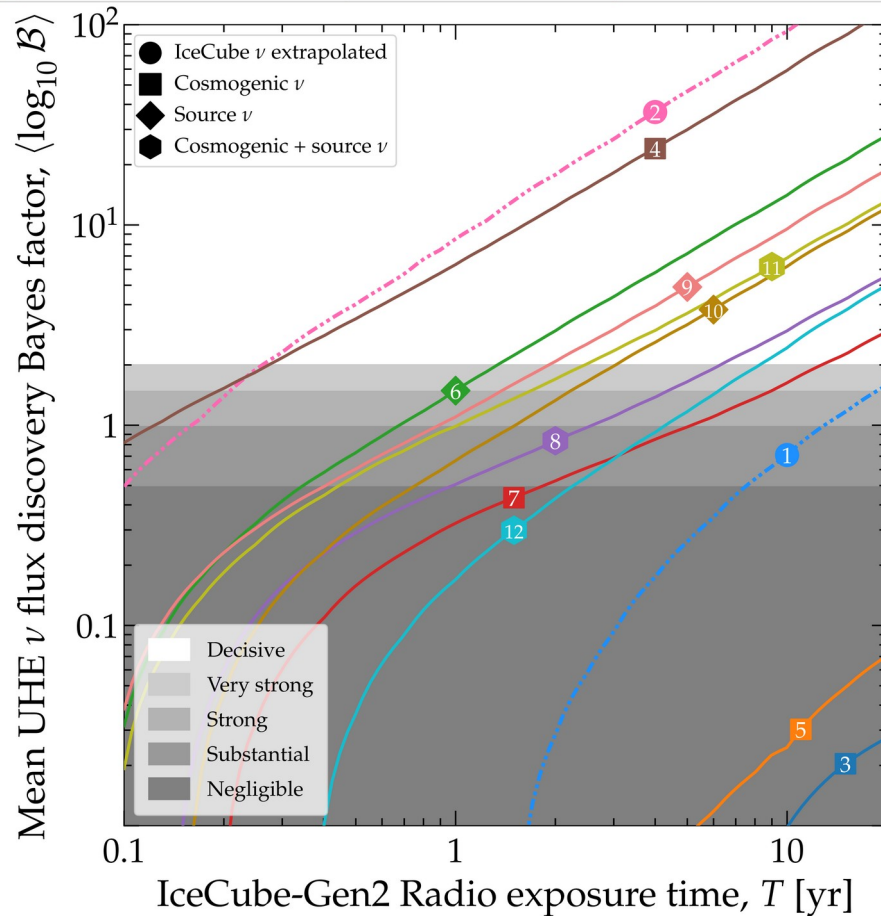 Mean UHE ν flux discovery Bayes factor, ⟨log₁₀ ℬ⟩
10²
10¹
1
0.1
IceCube ν extrapolated
Cosmogenic ν
Source ν
Cosmogenic + source ν
2
4
6
9
11
10
8
7
12
1
5
3
Decisive
Very strong
Strong
Substantial
Negligible
0.1
1
10
IceCube-Gen2 Radio exposure time, T [yr]